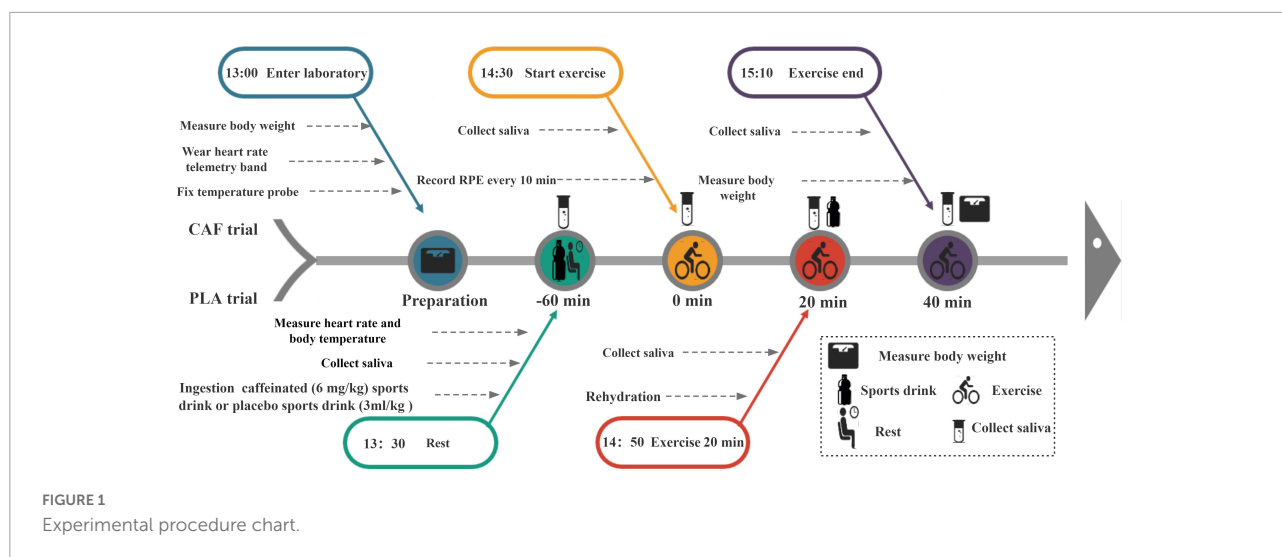 13:00 Enter laboratory
14:30 Start exercise
15:10 Exercise end
Measure body weight
Wear heart rate
telemetry band
Fix temperature probe
Collect saliva
Record RPE every 10 min
Collect saliva
Measure body
weight
CAF trial
PLA trial
Preparation
-60 min
0 min
20 min
40 min
Measure heart rate and
body temperature
Collect saliva
Ingestion caffeinated (6 mg/kg) sports
drink or placebo sports drink (3ml/kg )
Collect saliva
Rehydration
13: 30 Rest
14: 50 Exercise 20 min
Measure body weight
Sports drink
Exercise
Rest
Collect saliva
FIGURE 1
Experimental procedure chart.